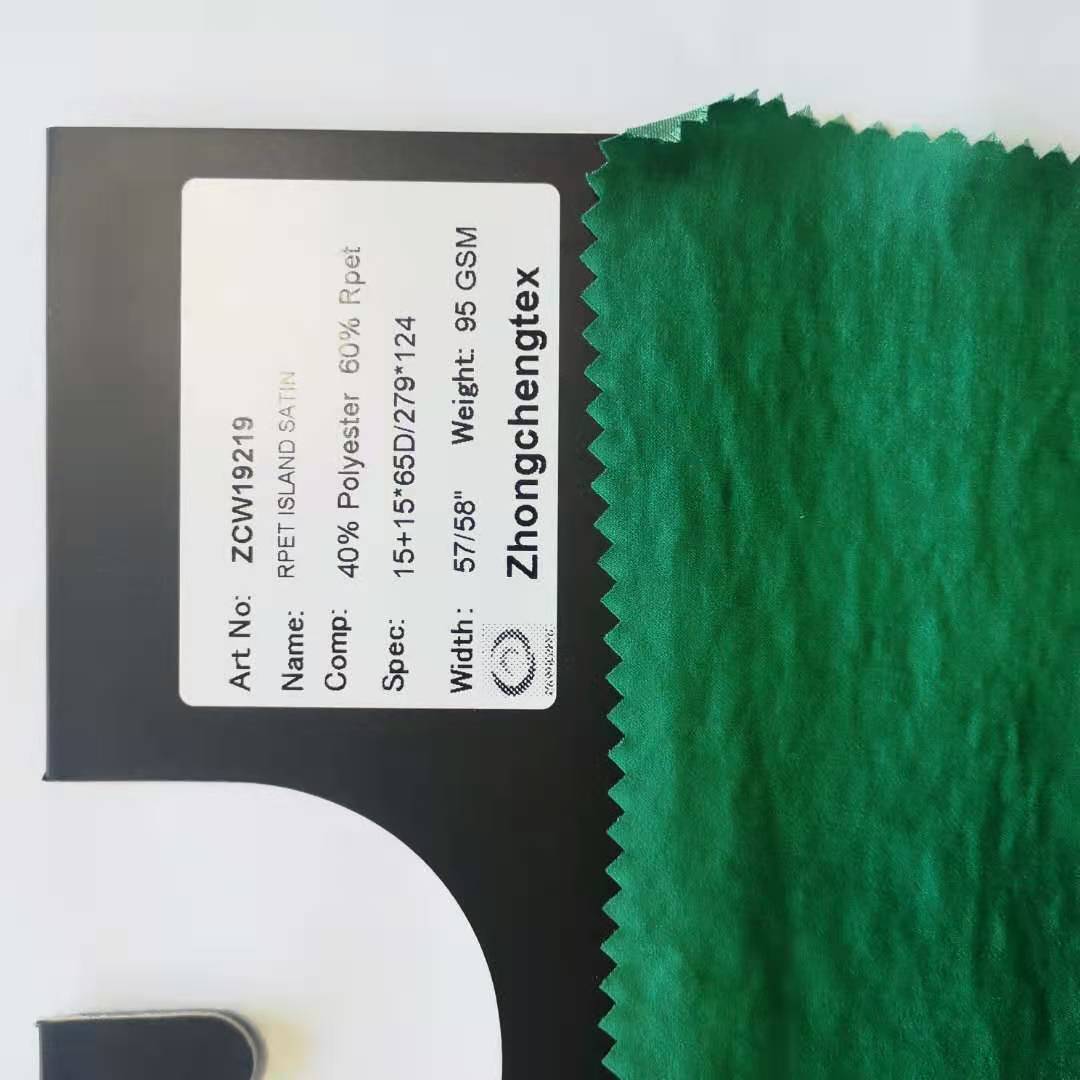 Art No: ZCW19219
Name: RPET ISLAND SATIN
Comp: 40% Polyester 60% Rpet
Spec: 15+15*65D/279*124
Width: 57/58" Weight: 95 GSM
Zhongchengtex